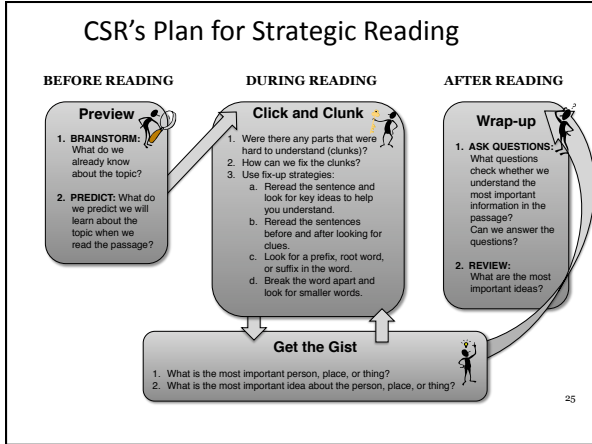 CSR's Plan for Strategic Reading
BEFORE READING
Preview
1. BRAINSTORM:
What do we
already know
about the topic?
2. PREDICT: What do
we predict we will
learn about the
topic when we
read the passage?
DURING READING
Click and Clunk
1. Were there any parts that were
hard to understand (clunks)?
2. How can we fix the clunks?
3. Use fix-up strategies:
a. Reread the sentence and
look for key ideas to help
you understand.
b. Reread the sentences
before and after looking for
clues.
c. Look for a prefix, root word,
or suffix in the word.
d. Break the word apart and
look for smaller words.
AFTER READING
Wrap-up
1. ASK QUESTIONS:
What questions
check whether we
understand the
most important
information in the
passage?
Can we answer the
questions?
2. REVIEW:
What are the most
important ideas?
Get the Gist
1. What is the most important person, place, or thing?
2. What is the most important idea about the person, place, or thing?
25